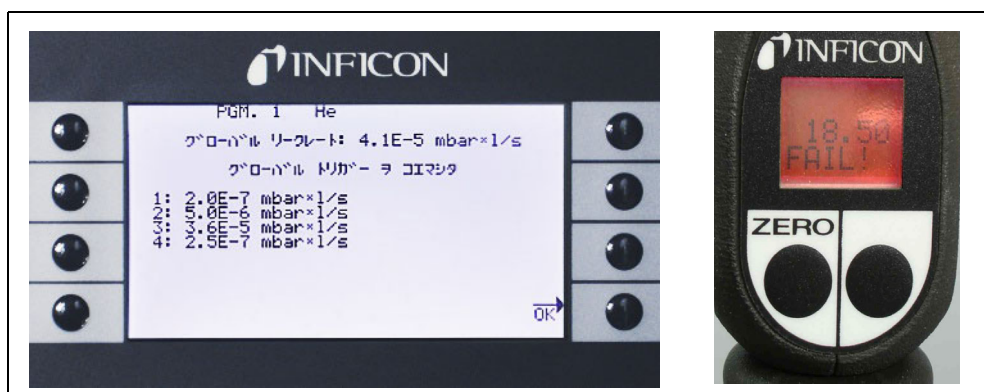 INFICON
PGM. 1 He
グローバル リークレート: 4.1E-5 mbar×l/s
グローバル トリガー ヲ コエマシタ
1: 2.0E-7 mbar×l/s
2: 5.0E-6 mbar×l/s
3: 3.6E-5 mbar×l/s
4: 2.5E-7 mbar×l/s
OK
INFICON
18.50
FAIL!
ZERO